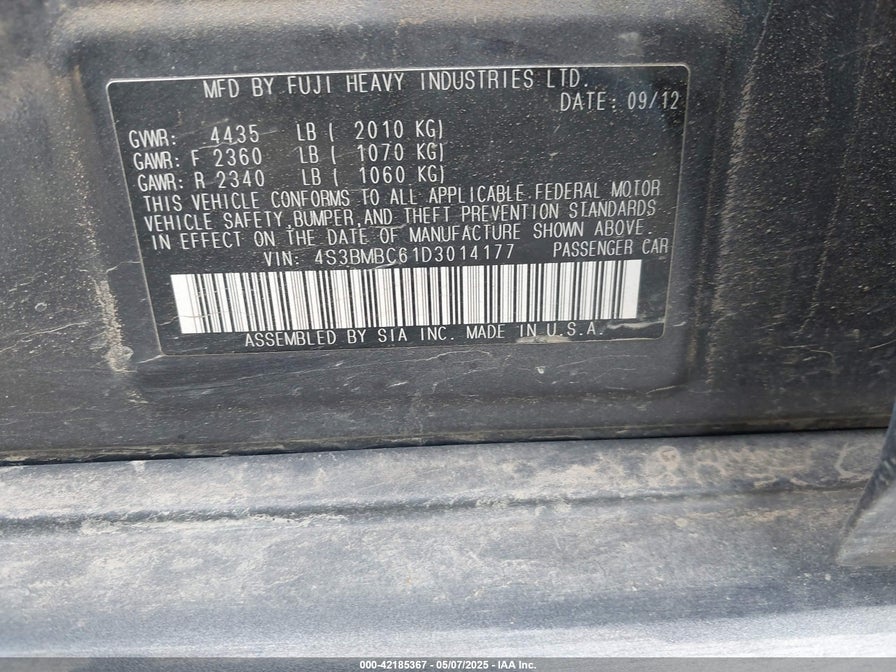 MFD BY FUJI HEAVY INDUSTRIES LTD.
DATE: 09/12
GVWR: 4435 LB ( 2010 KG)
GAWR: F 2360 LB ( 1070 KG)
GAWR: R 2340 LB ( 1060 KG)
THIS VEHICLE CONFORMS TO ALL APPLICABLE FEDERAL MOTOR
VEHICLE SAFETY, BUMPER, AND THEFT PREVENTION STANDARDS
IN EFFECT ON THE DATE OF MANUFACTURE SHOWN ABOVE.
VIN: 4S3BMBC61D3014177 PASSENGER CAR
ASSEMBLED BY SIA INC. MADE IN U.S.A.
000-42185367 - 05/07/2025 - IAA Inc.